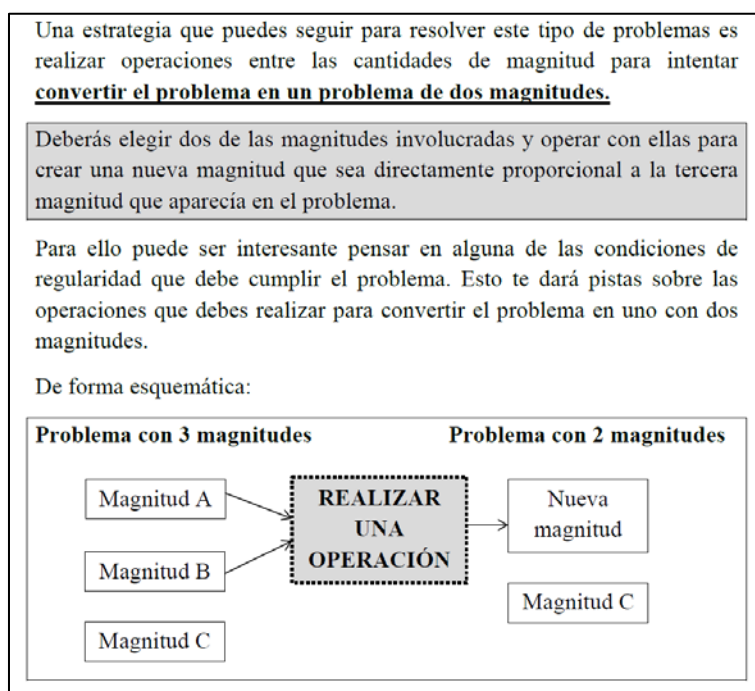 Una estrategia que puedes seguir para resolver este tipo de problemas es
realizar operaciones entre las cantidades de magnitud para intentar
convertir el problema en un problema de dos magnitudes.
Deberás elegir dos de las magnitudes involucradas y operar con ellas para
crear una nueva magnitud que sea directamente proporcional a la tercera
magnitud que aparecía en el problema.
Para ello puede ser interesante pensar en alguna de las condiciones de
regularidad que debe cumplir el problema. Esto te dará pistas sobre las
operaciones que debes realizar para convertir el problema en uno con dos
magnitudes.
De forma esquemática:
Problema con 3 magnitudes
Problema con 2 magnitudes
Magnitud A
Magnitud B
Magnitud C
REALIZAR
UNA
OPERACIÓN
Nueva
magnitud
Magnitud C